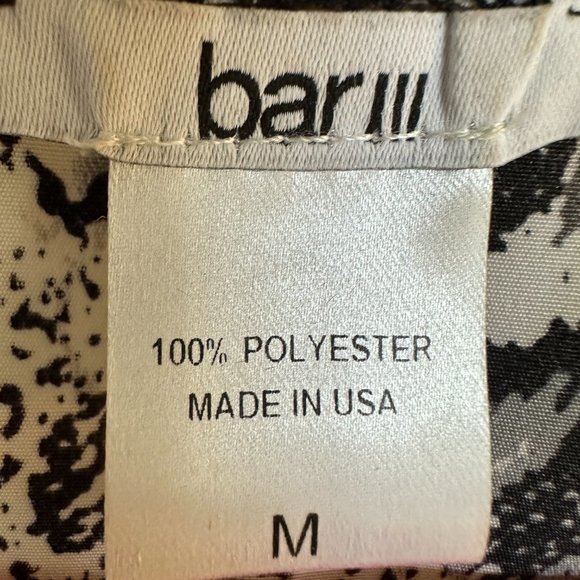 bar III
100% POLYESTER
MADE IN USA
M